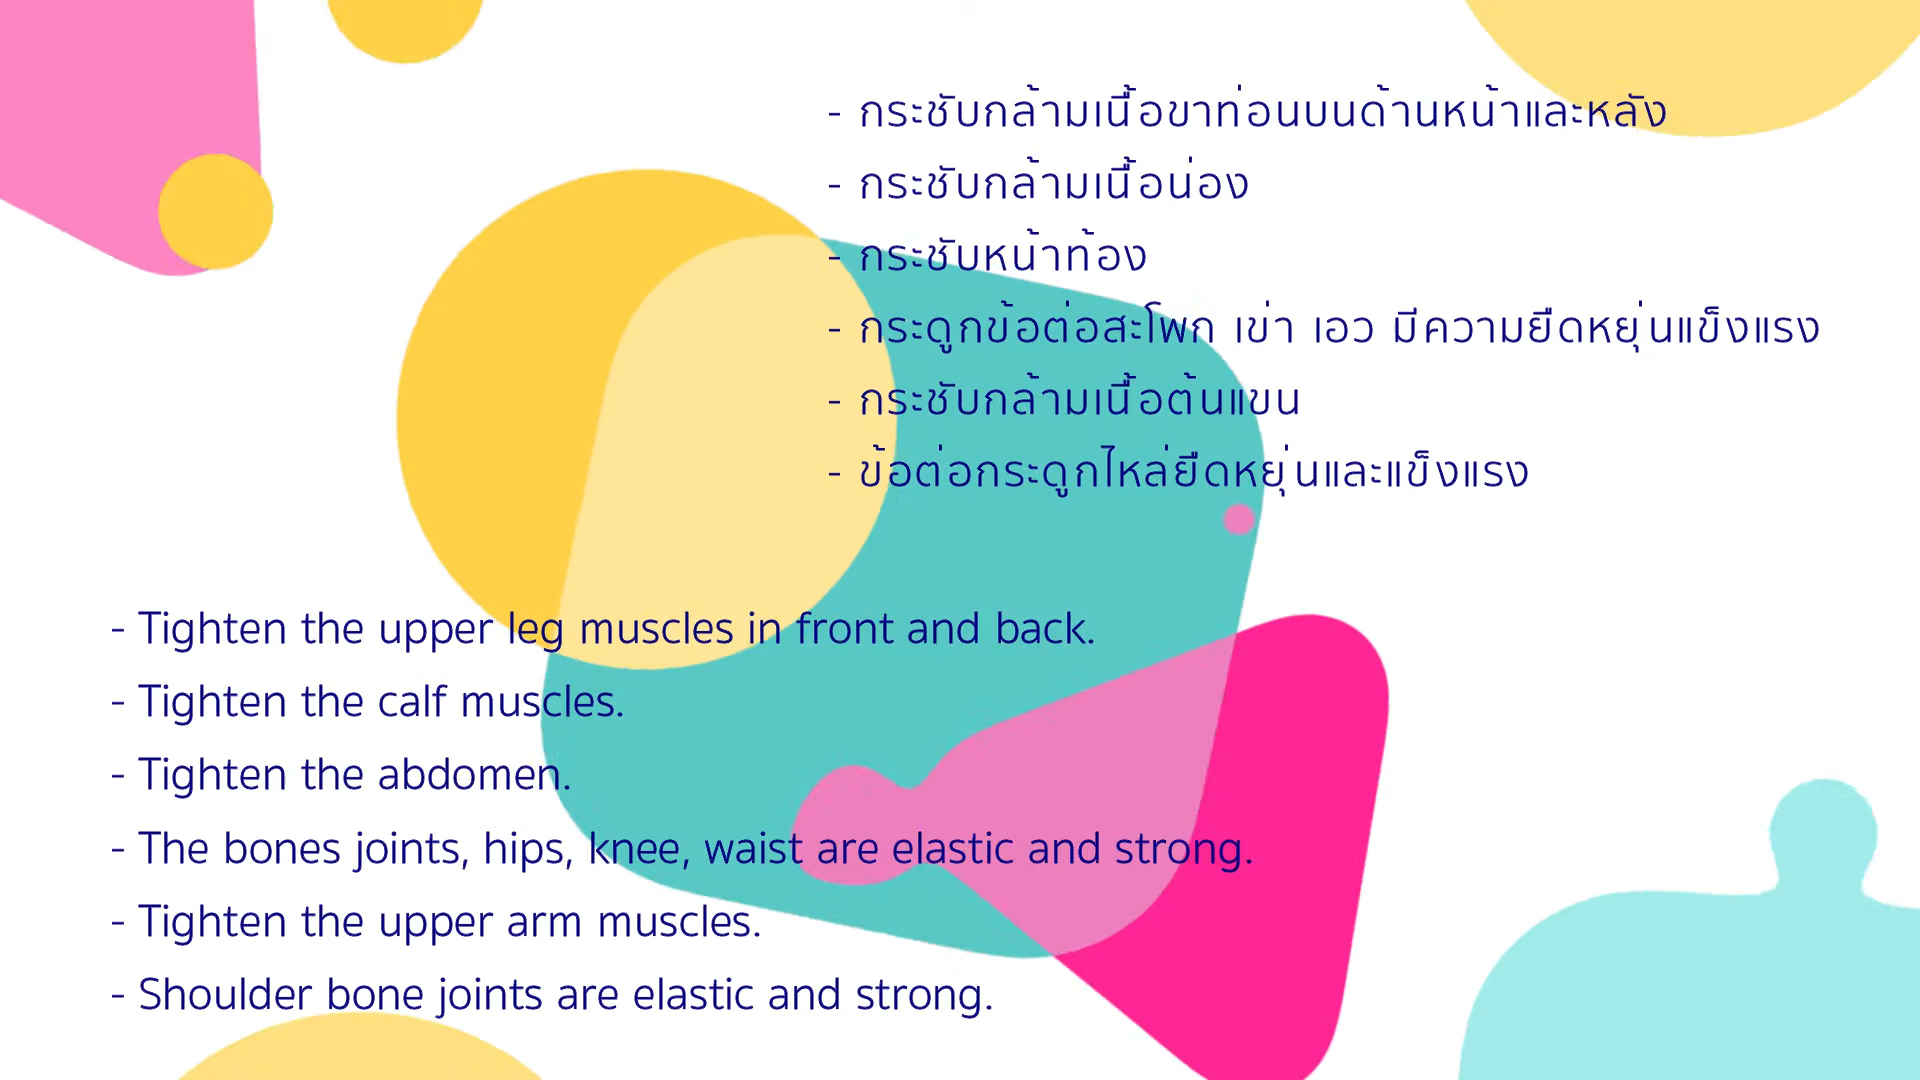 - กระชับกล้ามเนื้อขาท่อนบนด้านหน้าและหลัง
- กระชับกล้ามเนื้อน่อง
- กระชับหน้าท้อง
- กระดูกข้อต่อสะโพก เข่า เอว มีความยืดหยุ่นแข็งแรง
- กระชับกล้ามเนื้อต้นแขน
- ข้อต่อกระดูกไหล่ยืดหยุ่นและแข็งแรง
- Tighten the upper leg muscles in front and back.
- Tighten the calf muscles.
- Tighten the abdomen.
- The bones joints, hips, knee, waist are elastic and strong.
- Tighten the upper arm muscles.
- Shoulder bone joints are elastic and strong.